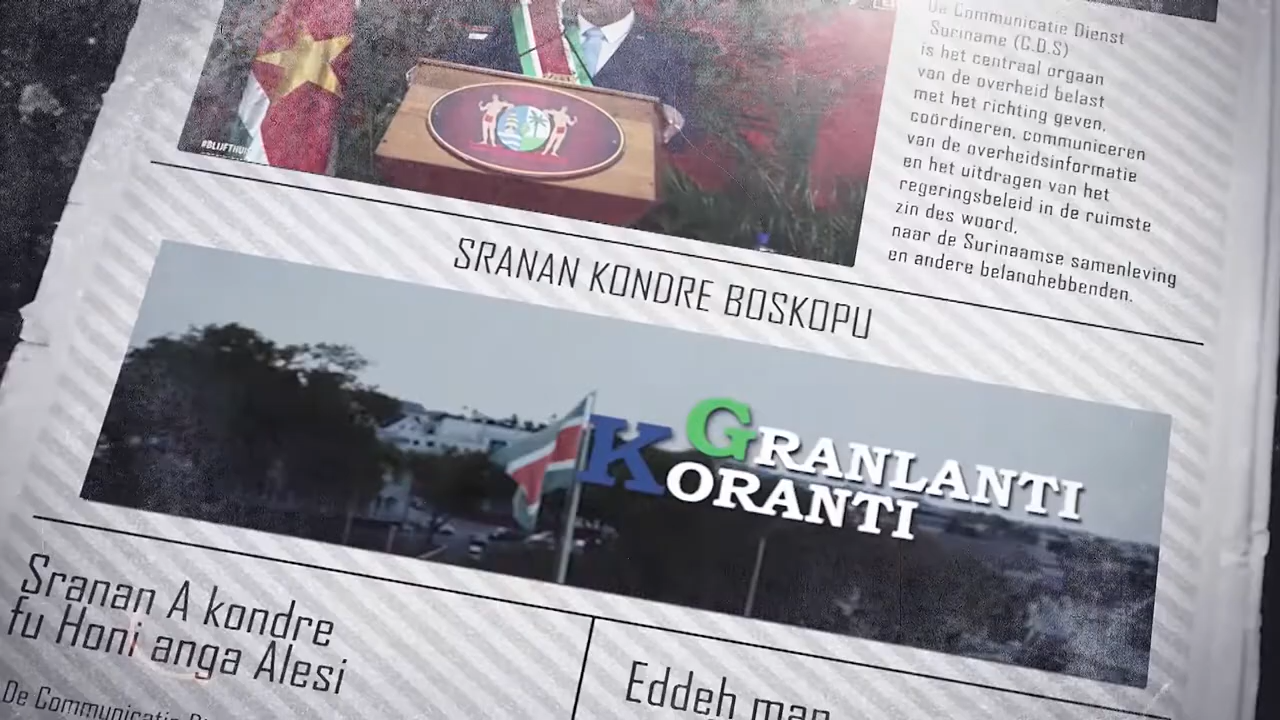 De Communicatie Dienst
Suriname (C.D.S)
is het centraal orgaan
van de overheid belast
met het richting geven,
coördineren, communiceren
van de overheidsinformatie
en het uitdragen van het
regeringsbeleid in de ruimste
zin des woord.
naar de Surinaamse samenleving
en andere belanghebbenden.
SRANAN KONDRE BOSKOPU
GRANLANTI
KORANTI
Sranan A kondre
fu Honi anga Alesi
De
Eddeh man